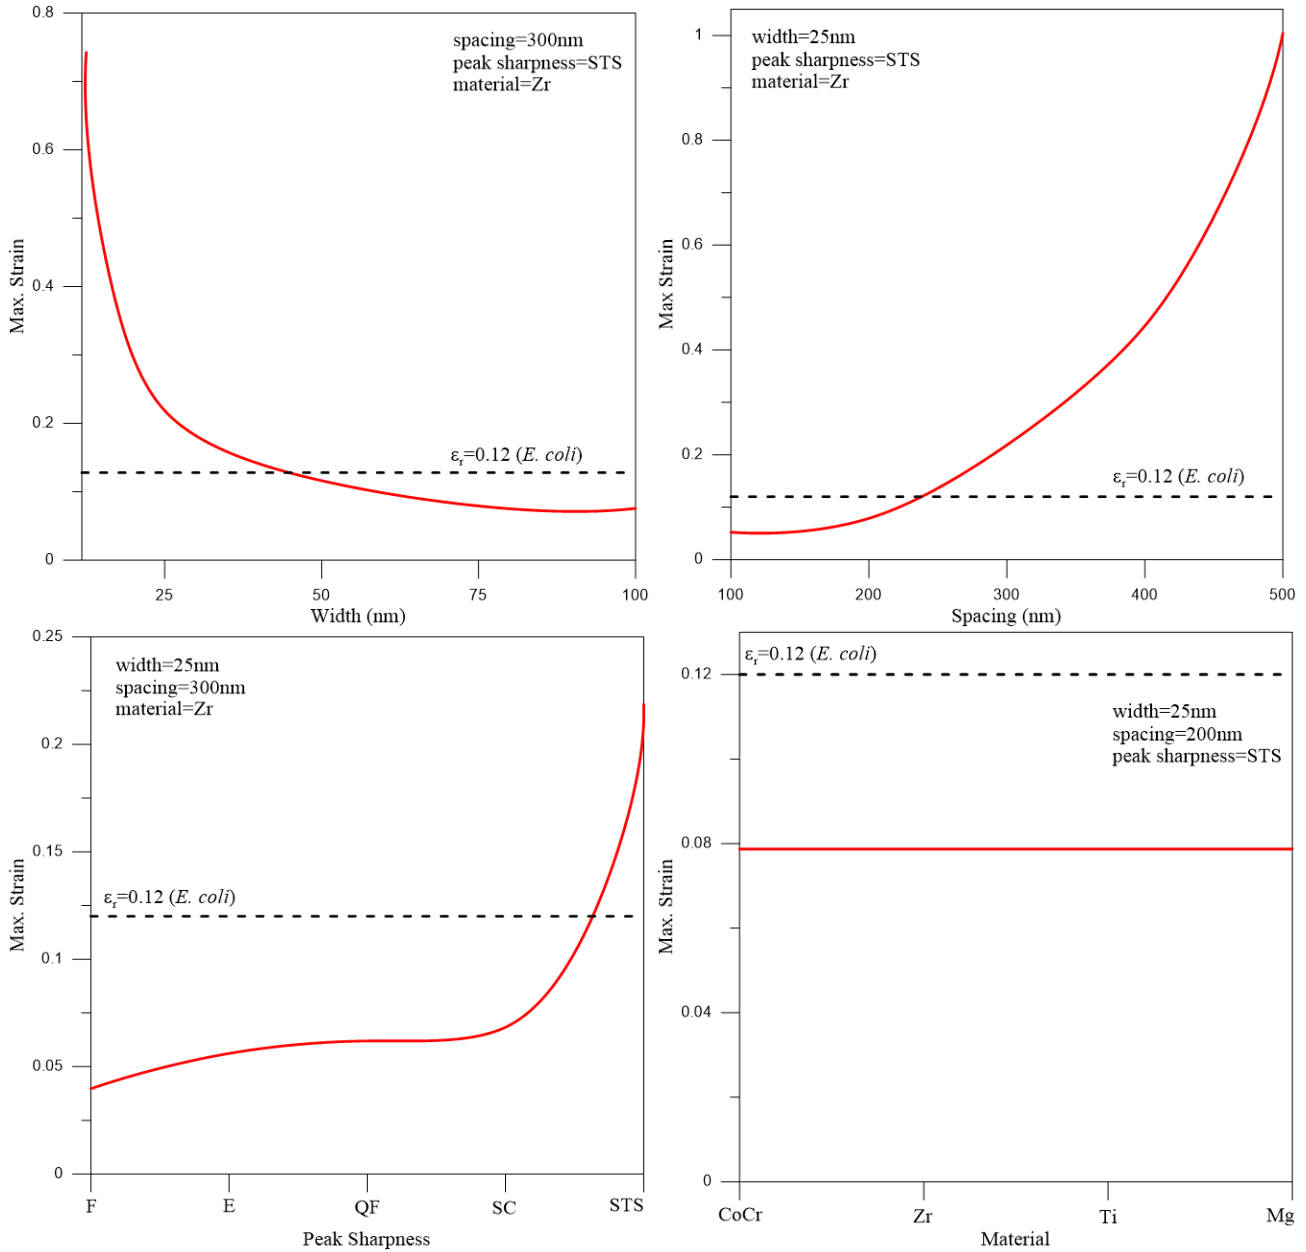 0.8
0.6
0.4
0.2
0
Max. Strain
spacing=300nm
peak sharpness=STS
material=Zr
εr=0.12 (E. coli)
25 50 75 100
Width (nm)
1
0.8
0.6
0.4
0.2
0
Max Strain
width=25nm
peak sharpness=STS
material=Zr
εr=0.12 (E. coli)
100 200 300 400 500
Spacing (nm)
0.25
0.2
0.15
0.1
0.05
0
Max. Strain
width=25nm
spacing=300nm
material=Zr
εr=0.12 (E. coli)
F E QF SC STS
Peak Sharpness
0.12
0.08
0.04
0
Max. Strain
εr=0.12 (E. coli)
width=25nm
spacing=200nm
peak sharpness=STS
CoCr Zr Ti Mg
Material